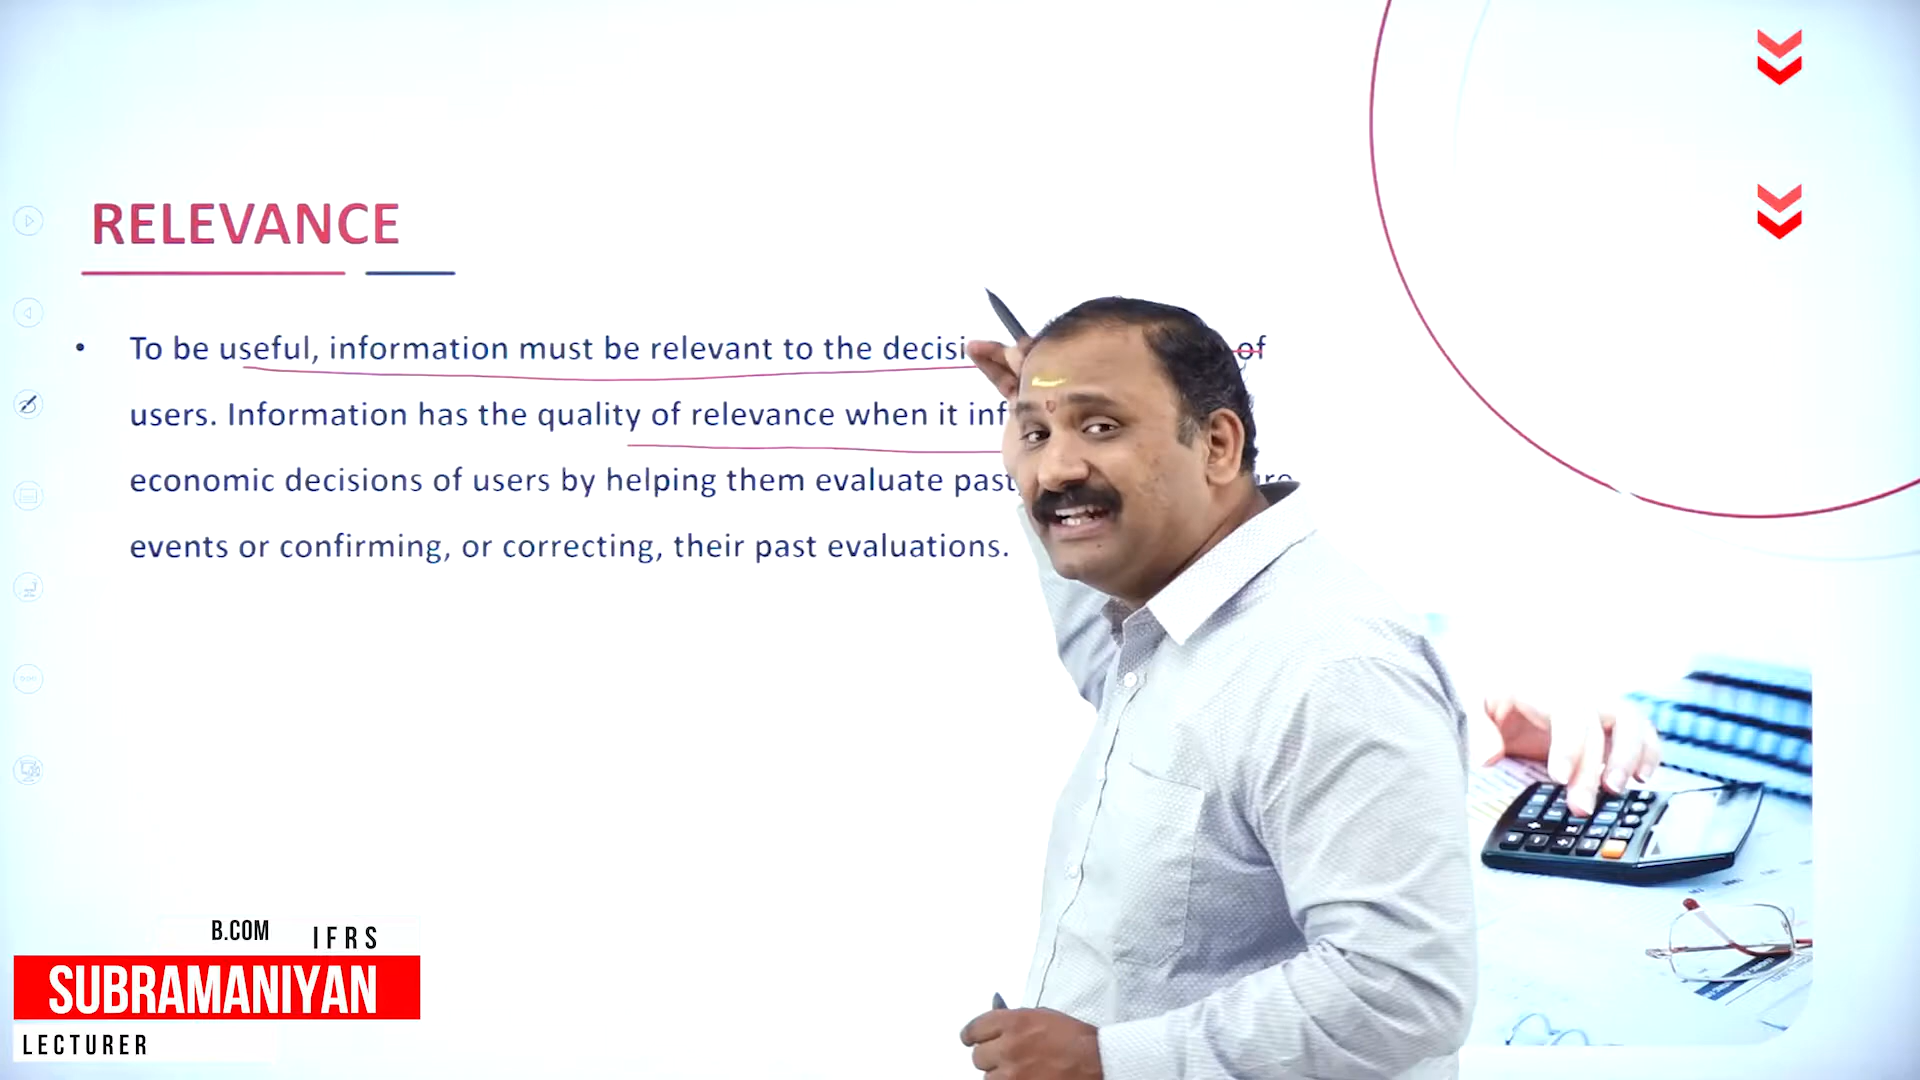 RELEVANCE
• To be useful, information must be relevant to the of
users. Information has the quality of relevance when it
economic decisions of users by helping them evaluate past
events or confirming, or correcting, their past evaluations.
B.COM IFRS
SUBRAMANIYAN
LECTURER